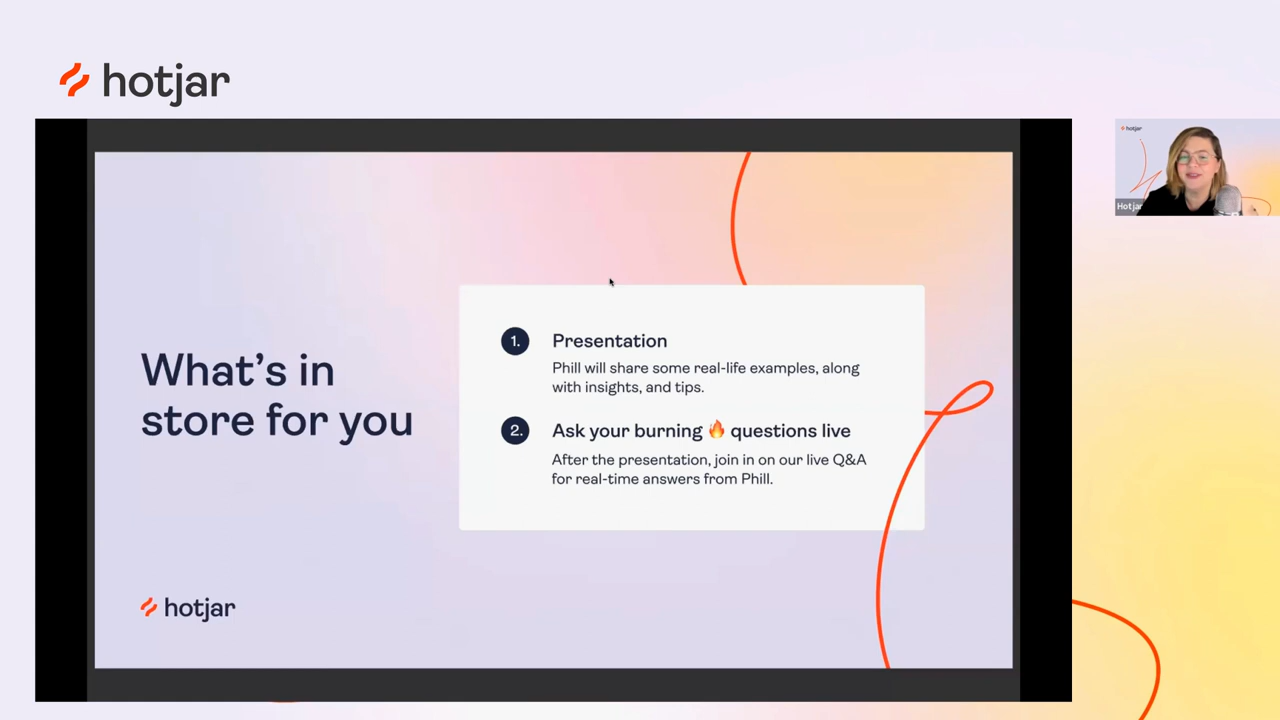 hotjar
hotjar
Hotjar
What's in
store for you
1. Presentation
Phill will share some real-life examples, along
with insights, and tips.
2. Ask your burning 🔥 questions live
After the presentation, join in on our live Q&A
for real-time answers from Phill.
hotjar